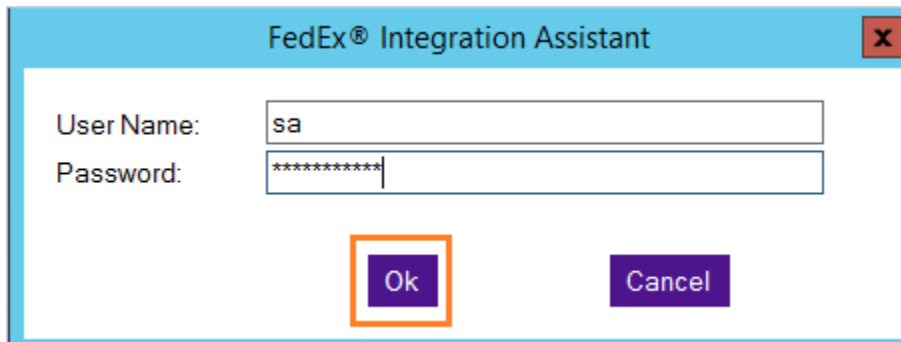 FedEx® Integration Assistant x
User Name: sa
Password: ***********
Ok Cancel